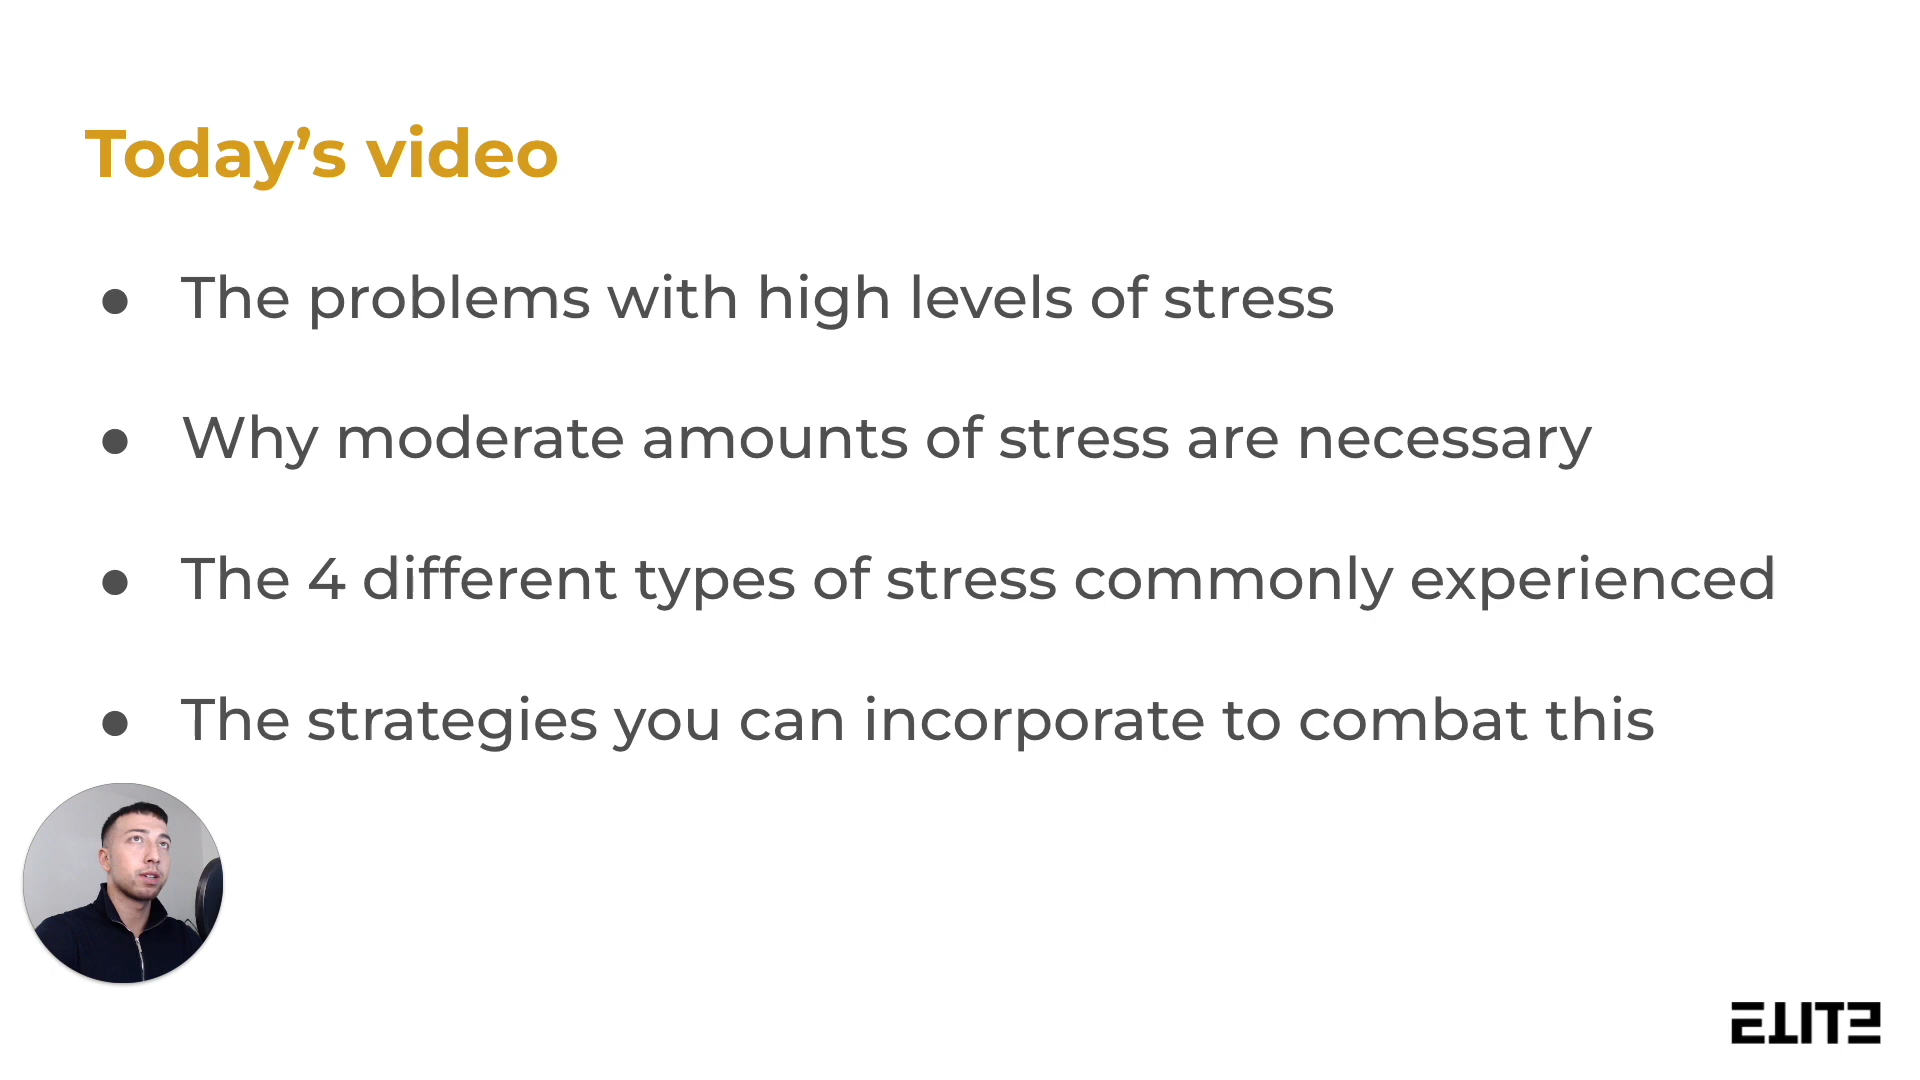 Today’s video
● The problems with high levels of stress
● Why moderate amounts of stress are necessary
● The 4 different types of stress commonly experienced
● The strategies you can incorporate to combat this
ELITE